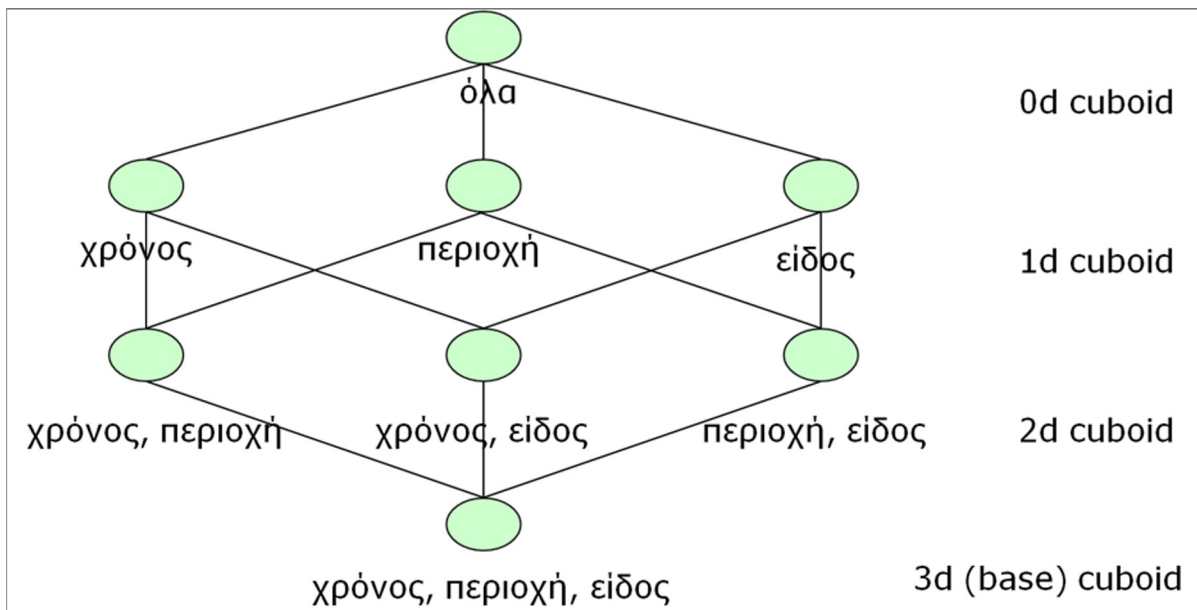 όλα
0d cuboid
χρόνος
περιοχή
είδος
1d cuboid
χρόνος, περιοχή
χρόνος, είδος
περιοχή, είδος
2d cuboid
χρόνος, περιοχή, είδος
3d (base) cuboid